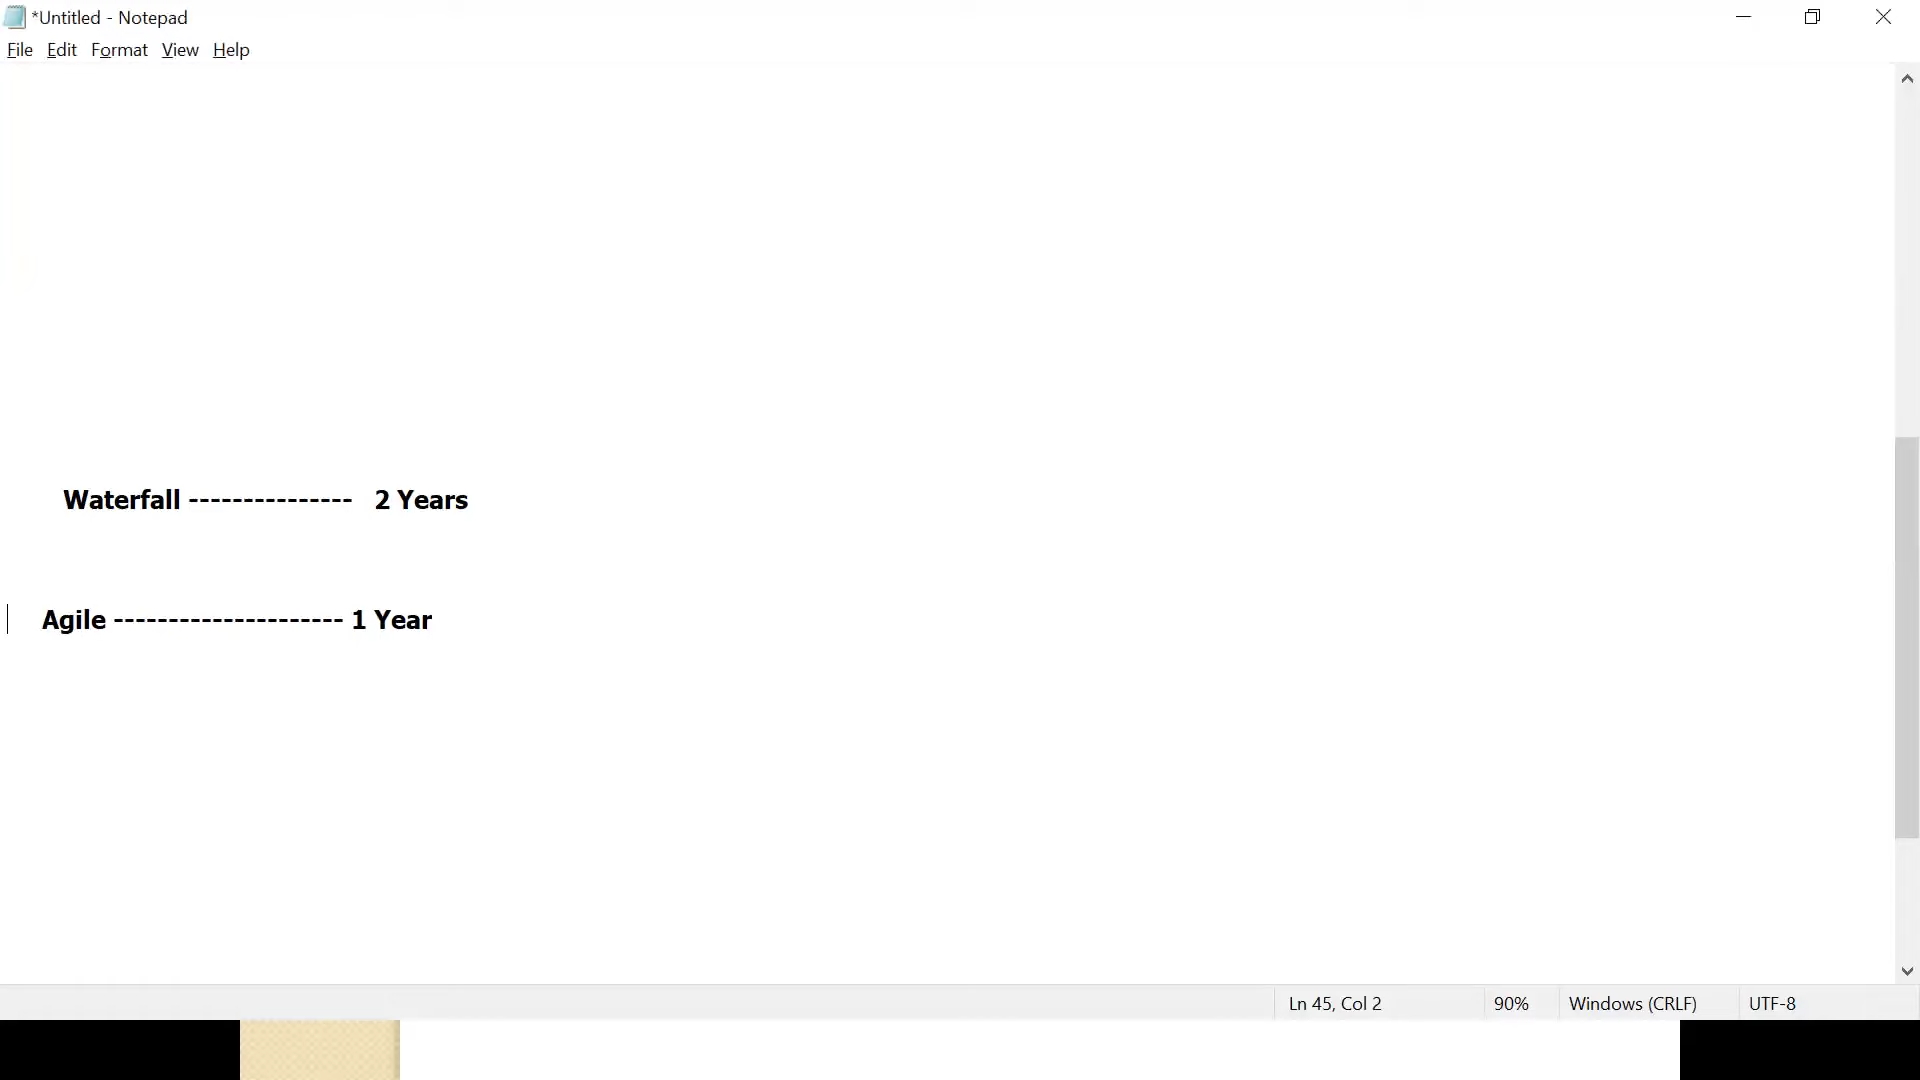 *Untitled - Notepad
File Edit Format View Help
Waterfall --------------- 2 Years
Agile --------------------- 1 Year
Ln 45, Col 2 90% Windows (CRLF) UTF-8